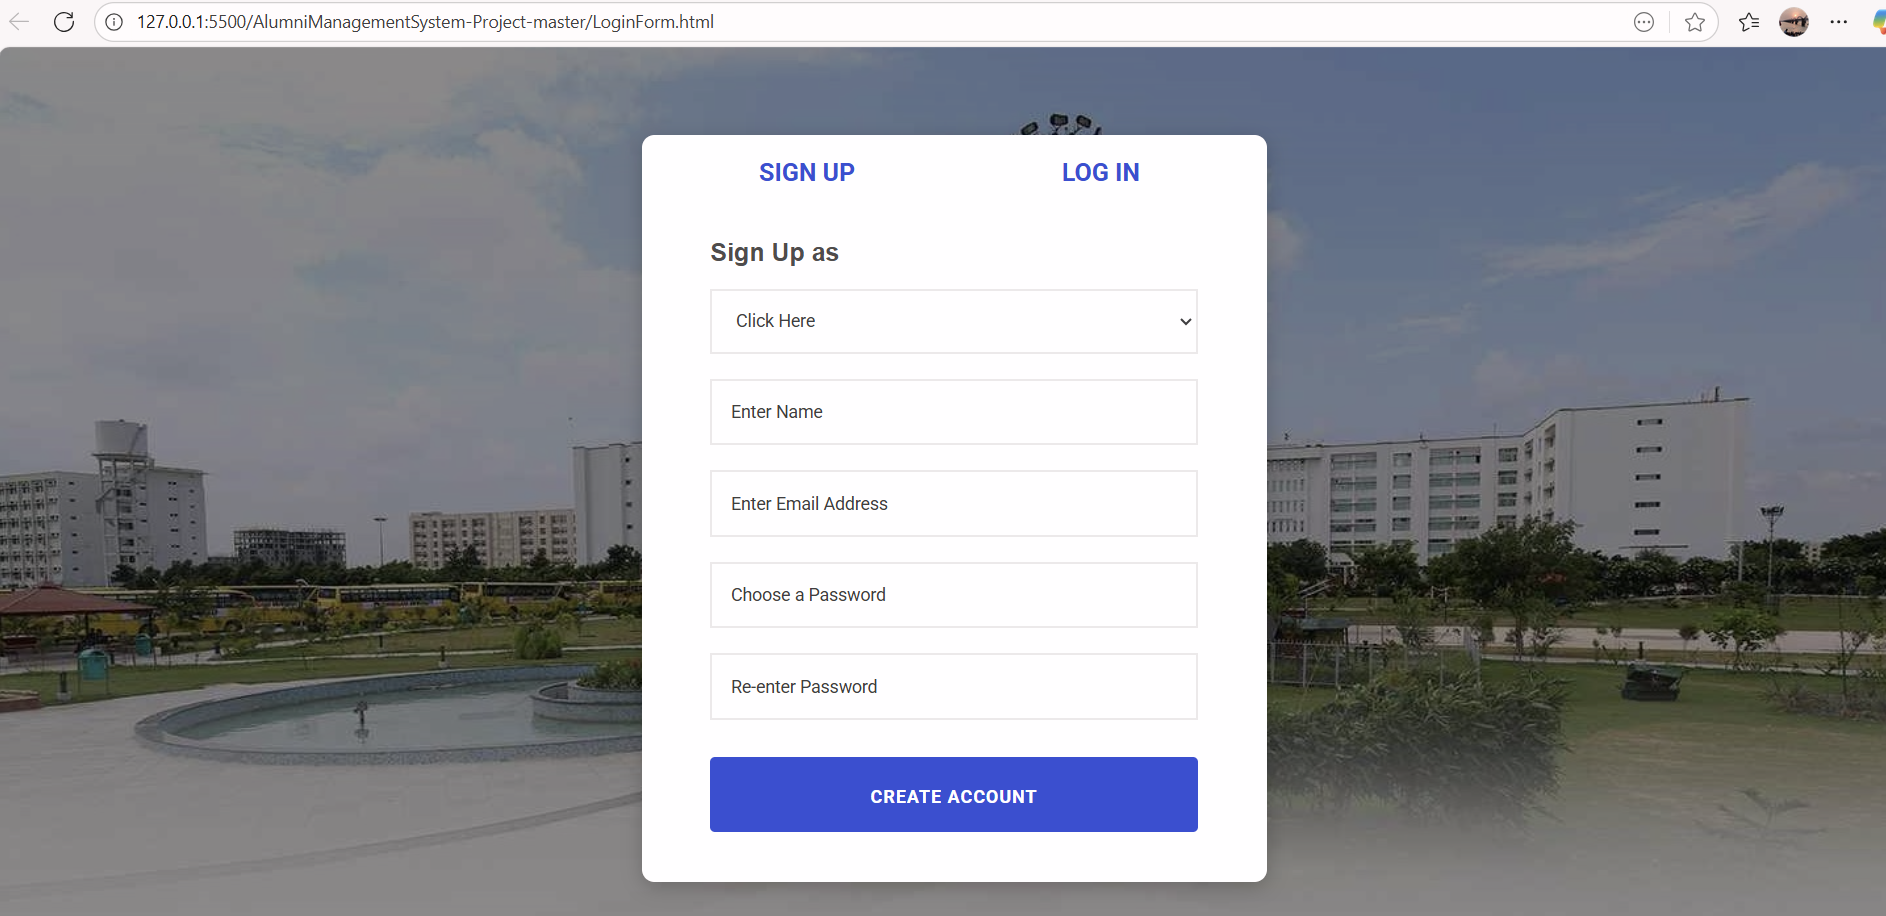 127.0.0.1:5500/AlumniManagementSystem-Project-master/LoginForm.html
SIGN UP LOG IN
Sign Up as
Click Here
Enter Name
Enter Email Address
Choose a Password
Re-enter Password
CREATE ACCOUNT